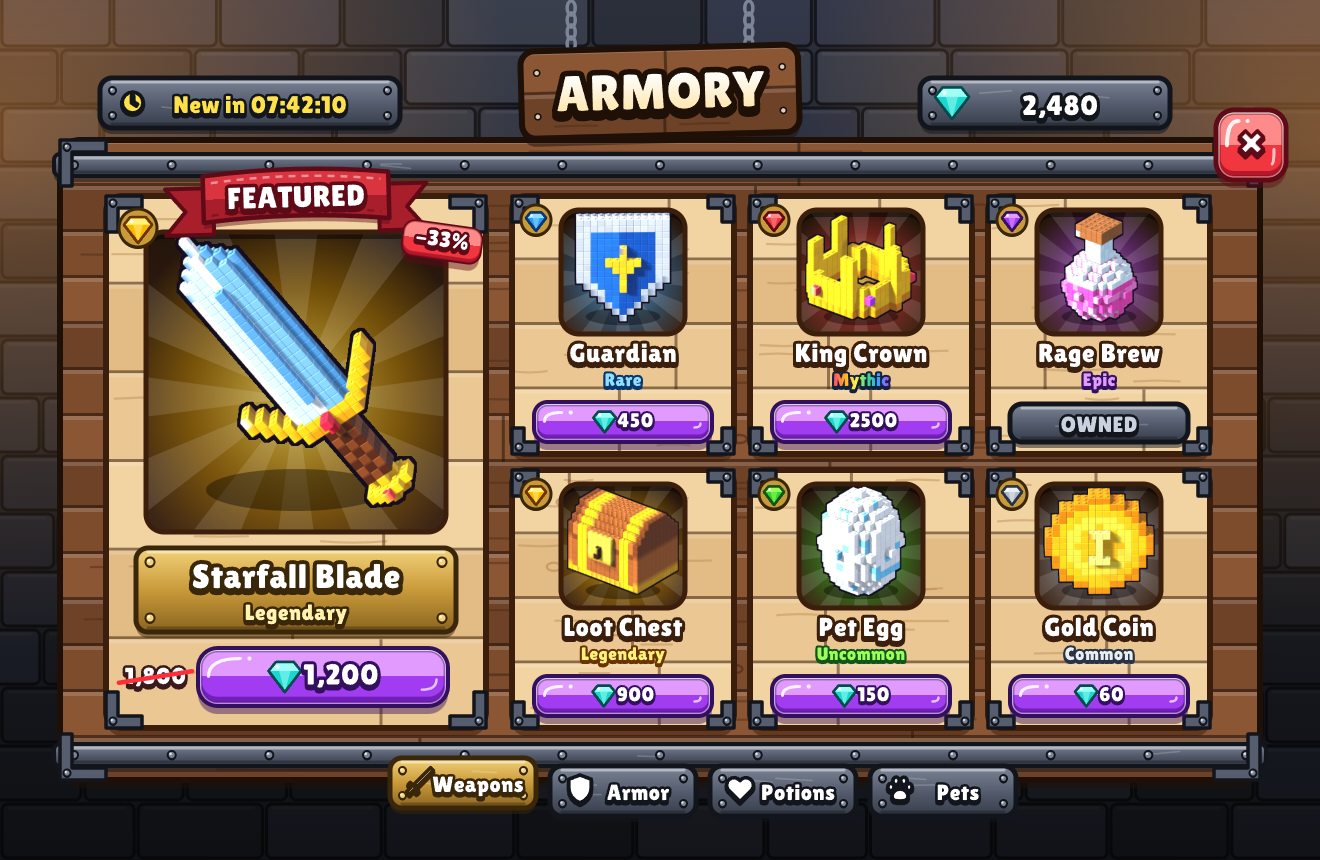 ARMORY
New in 07:42:10
2,480
FEATURED
-33%
Starfall Blade
Legendary
1,800
1,200
Guardian
Rare
450
King Crown
Mythic
2500
Rage Brew
Epic
OWNED
Loot Chest
Legendary
900
Pet Egg
Uncommon
150
Gold Coin
Common
60
Weapons
Armor
Potions
Pets